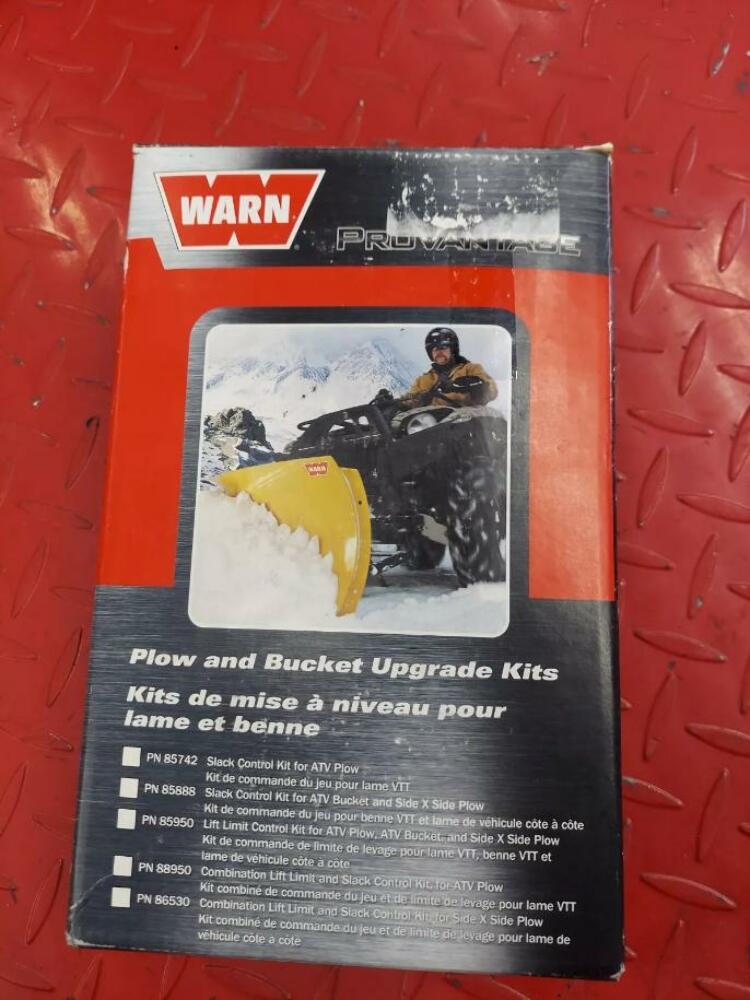 WARN
PROVANTAGE
WARN
Plow and Bucket Upgrade Kits
Kits de mise à niveau pour
lame et benne
PN 85742 Slack Control Kit for ATV Plow
Kit de commande du jeu pour lame VTT
PN 85888 Slack Control Kit for ATV Bucket and Side X Side Plow
Kit de commande du jeu pour benne VTT et lame de véhicule côte à côte
PN 85950 Lift Limit Control Kit for ATV Plow, ATV Bucket, and Side X Side Plow
Kit de commande de limite de levage pour lame VTT, benne VTT et
lame de véhicule côte à côte
PN 88950 Combination Lift Limit and Slack Control Kit, for ATV Plow
Kit combiné de commande du jeu et de limite de levage pour lame VTT
PN 86530 Combination Lift Limit and Slack Control Kit, for Side X Side Plow
Kit combiné de commande du jeu et de limite de levage pour lame de
véhicule côte à côte